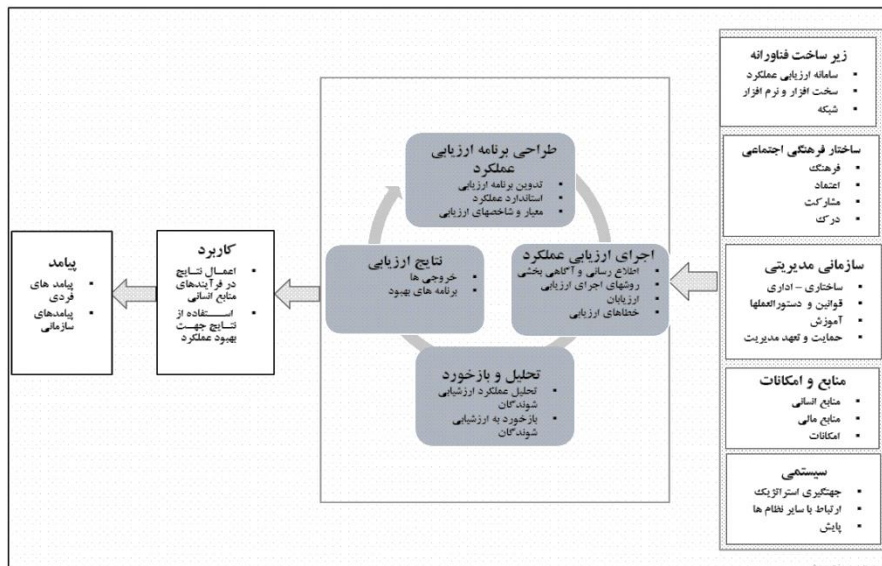 زیر ساخت فناورانه
سامانه ارزیابی عملکرد
سخت افزار و نرم افزار
شبکه
ساختار فرهنگی اجتماعی
فرهنگ
اعتماد
مشارکت
درک
سازمانی مدیریتی
ساختاری – اداری
قوانین و دستورالعملها
آموزش
حمایت و تعهد مدیریت
منابع و امکانات
منابع انسانی
منابع مالی
امکانات
سیستمی
جهتگیری استراتژیک
ارتباط با سایر نظام ها
پایش
طراحی برنامه ارزیابی
عملکرد
تدوین برنامه ارزیابی
استاندارد عملکرد
معیار و شاخصهای ارزیابی
اجرای ارزیابی عملکرد
اطلاع رسانی و آگاهی بخشی
روشهای اجرای ارزیابی
ارزیابان
خطاهای ارزیابی
تحلیل و بازخورد
تحلیل عملکرد ارزشیابی
شوندگان
بازخورد به ارزشیابی
شوندگان
نتایج ارزیابی
خروجی ها
برنامه های بهبود
کاربرد
اعمال نتایج
در فرآیندهای
منابع انسانی
استفاده از
نتایج جهت
بهبود عملکرد
پیامد
پیامد های
فردی
پیامدهای
سازمانی